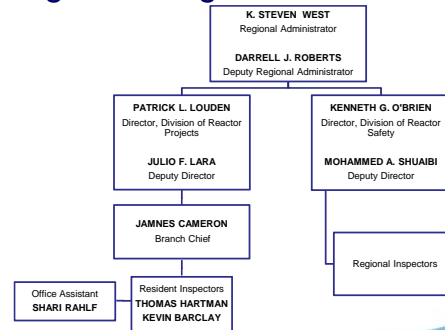 K. STEVEN WEST
Regional Administrator
DARRELL J. ROBERTS
Deputy Regional Administrator
PATRICK L. LOUDEN
Director, Division of Reactor
Projects
JULIO F. LARA
Deputy Director
KENNETH G. O'BRIEN
Director, Division of Reactor
Safety
MOHAMMED A. SHUAIBI
Deputy Director
JAMNES CAMERON
Branch Chief
Regional Inspectors
Office Assistant
SHARI RAHLF
Resident Inspectors
THOMAS HARTMAN
KEVIN BARCLAY